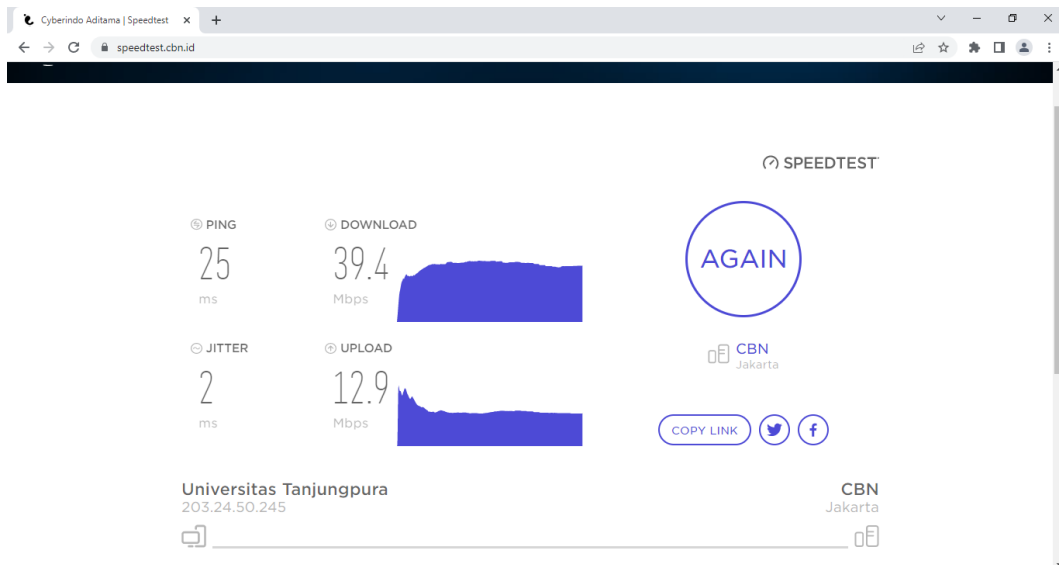 Cyberindo Aditama | Speedtest
speedtest.cbn.id
SPEEDTEST
PING
25
ms
DOWNLOAD
39.4
Mbps
AGAIN
JITTER
2
ms
UPLOAD
12.9
Mbps
CBN
Jakarta
COPY LINK
Universitas Tanjungpura
203.24.50.245
CBN
Jakarta